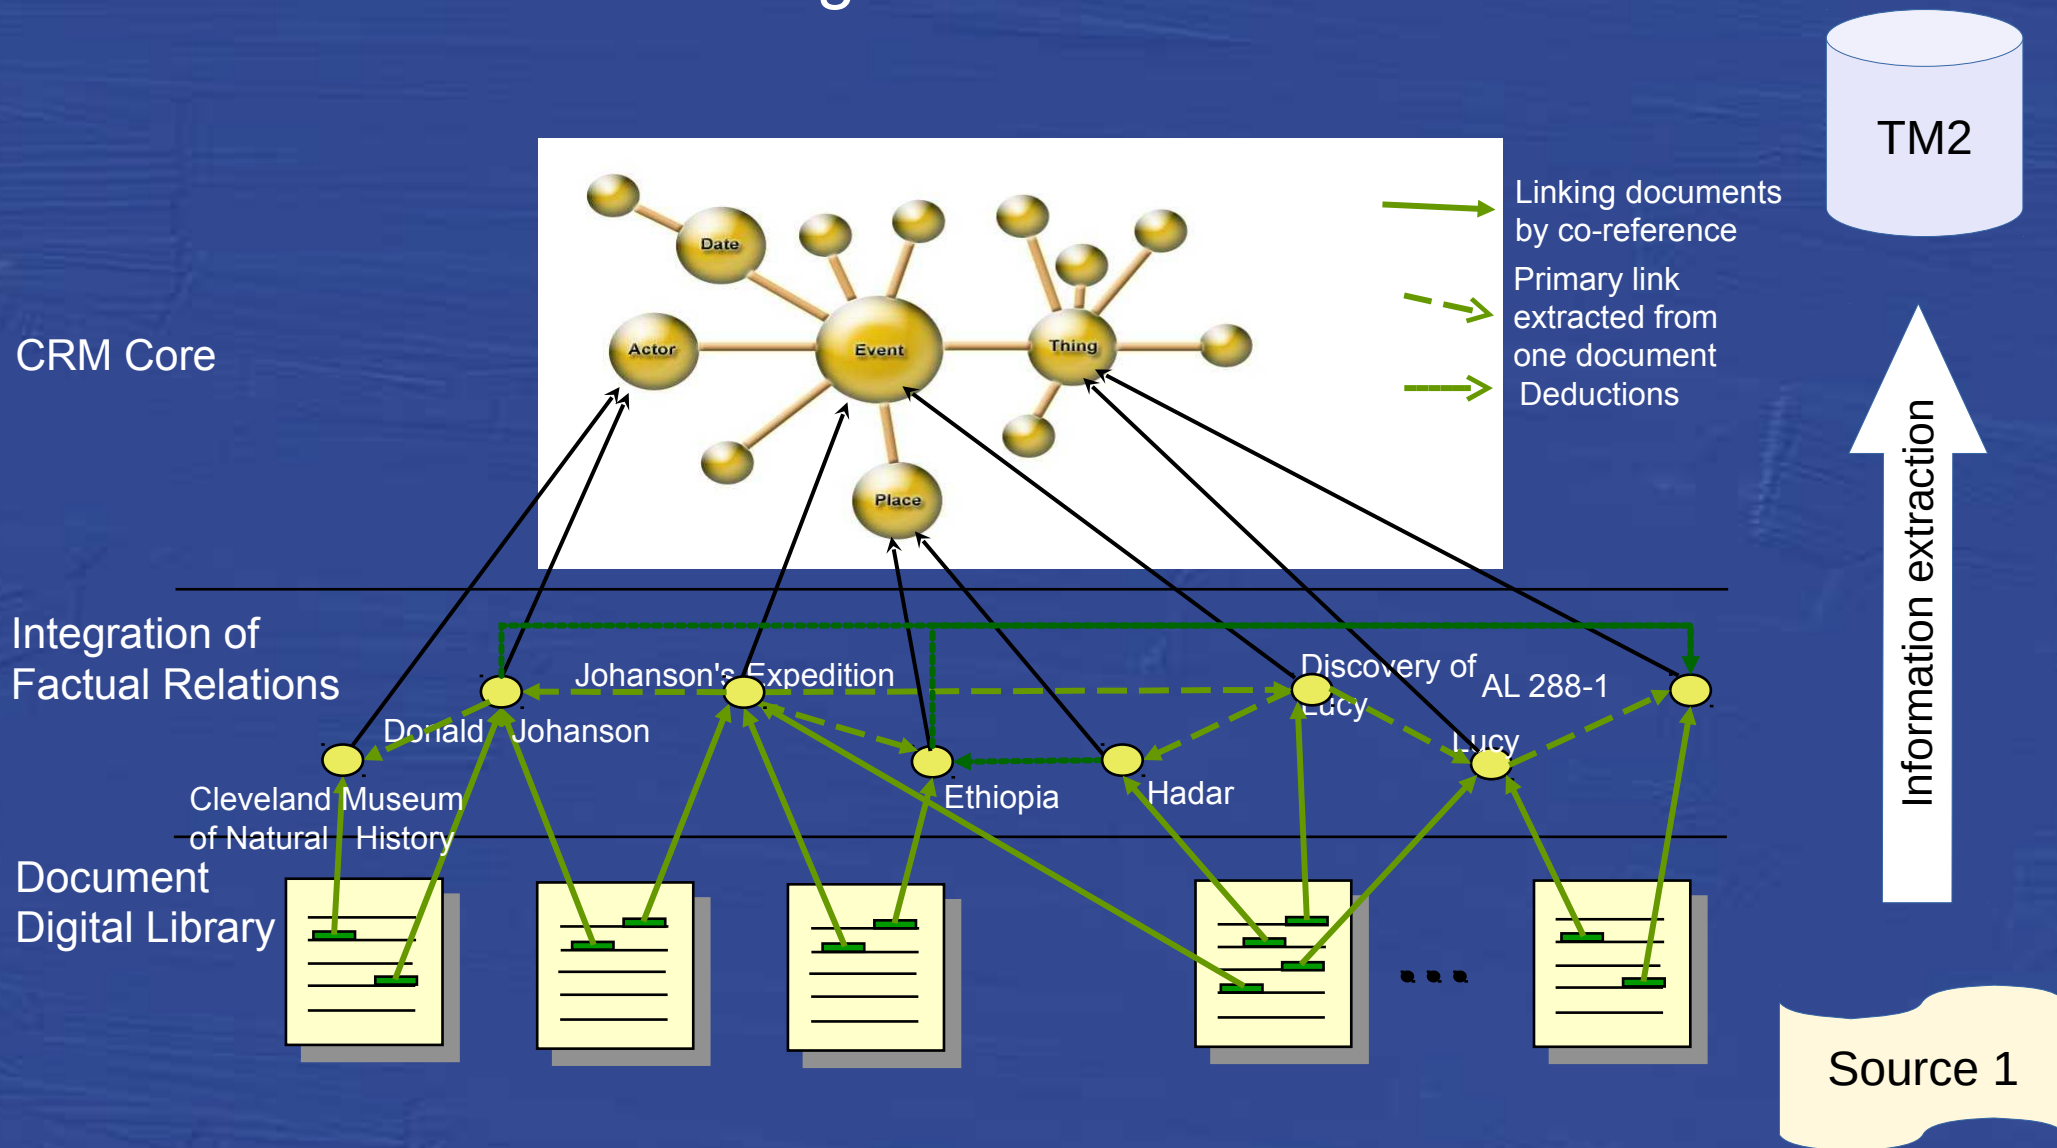 TM2
Linking documents
by co-reference
Primary link
extracted from
one document
Deductions
Date
Actor
Event
Thing
Place
CRM Core
Information extraction
Integration of
Factual Relations
Johanson's Expedition
Discovery of
Lucy
AL 288-1
Donald Johanson
Lucy
Cleveland Museum
of Natural History
Ethiopia
Hadar
Document
Digital Library
Source 1